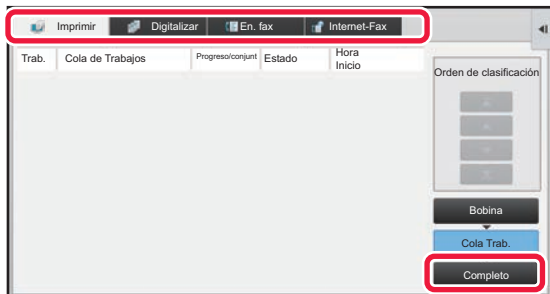 Imprimir Digitalizar En. fax Internet-Fax
Trab. Cola de Trabajos Progreso/conjunt Estado Hora
Inicio
Orden de clasificación
Bobina
Cola Trab.
Completo